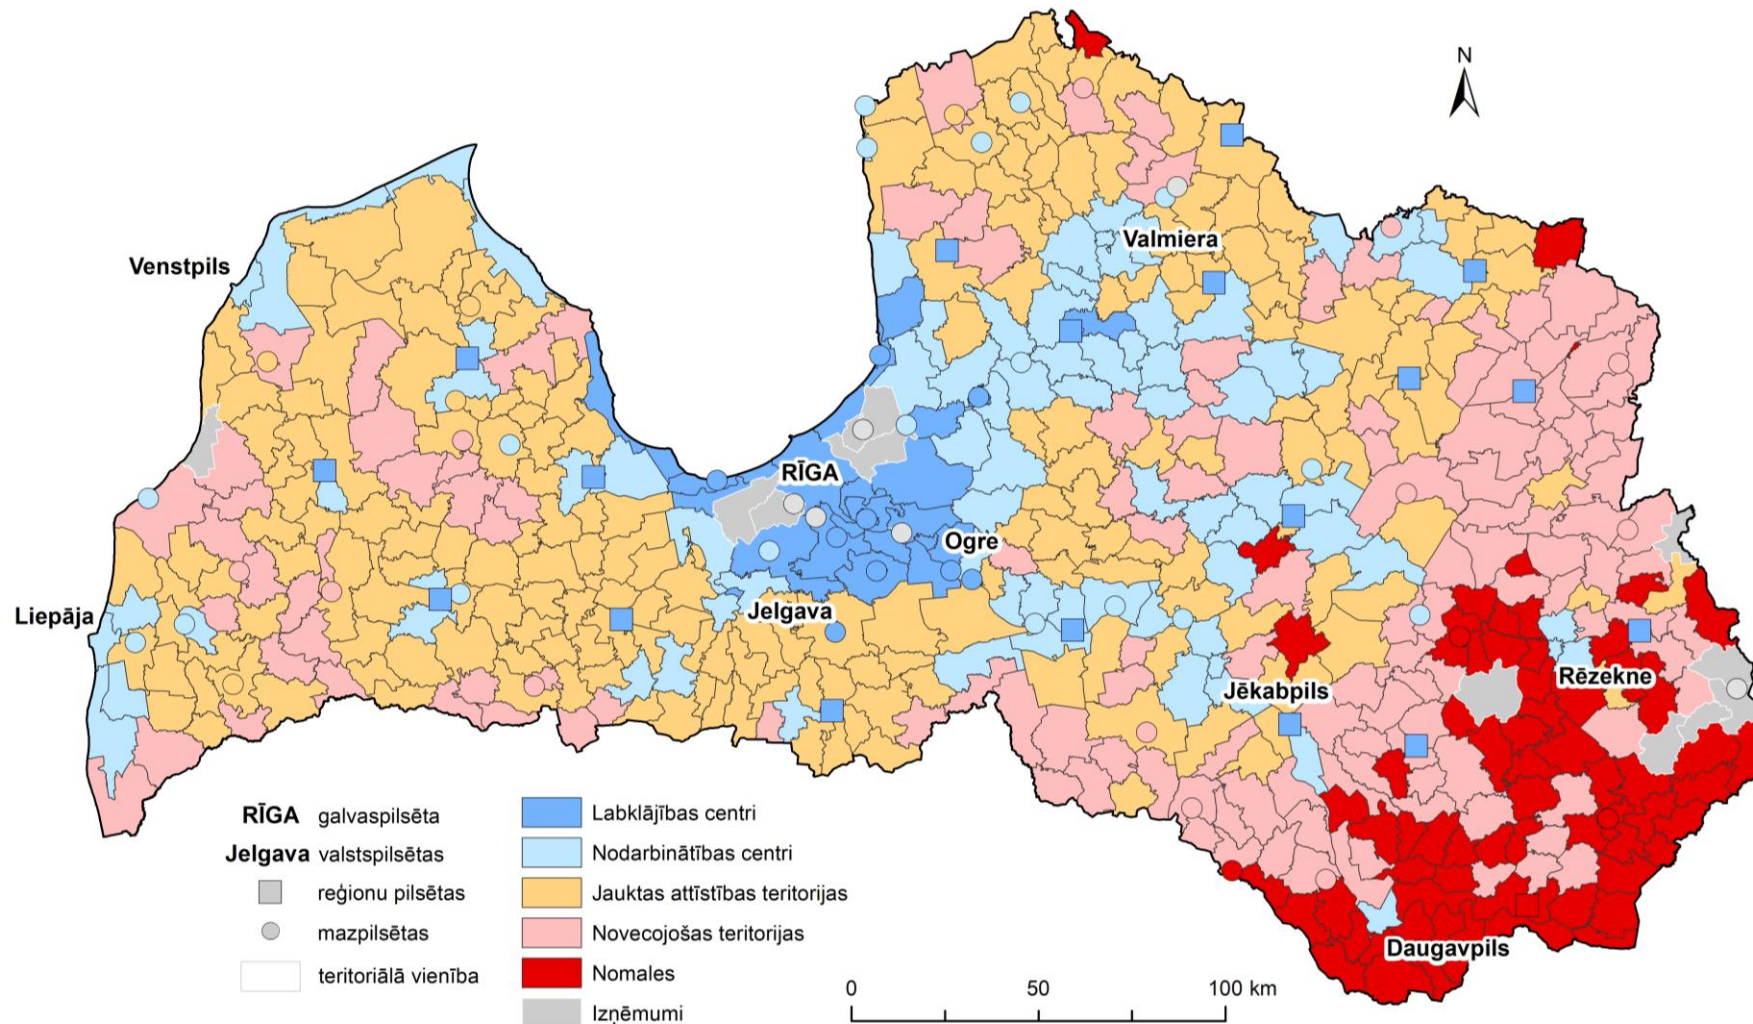 N
Valmiera
Venstpils
RĪGA
Ogre
Liepāja
Jelgava
Rēzekne
Jēkabpils
Daugavpils
RĪGA galvaspilsēta
Jelgava valstspilsētas
reģionu pilsētas
mazpilsētas
teritoriālā vienība
Labklājības centri
Nodarbinātības centri
Jauktas attīstības teritorijas
Novecojošas teritorijas
Nomales
Izņēmumi
0 50 100 km